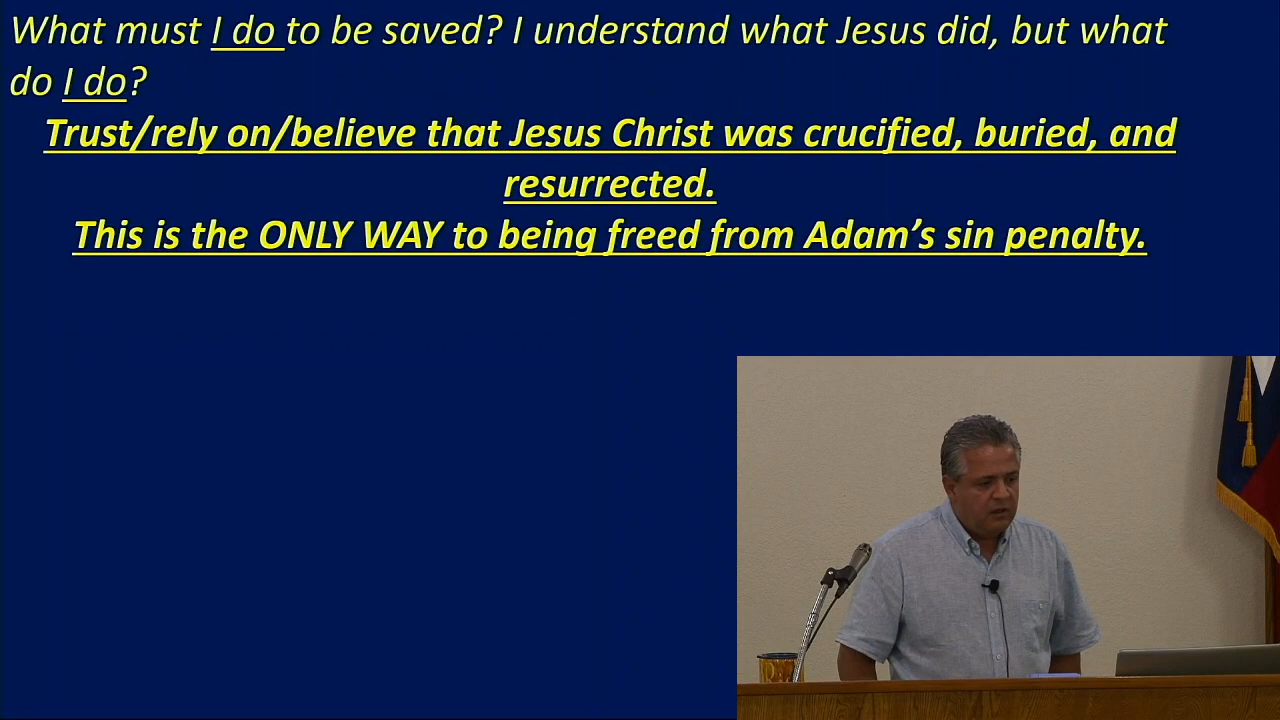 What must I do to be saved? I understand what Jesus did, but what
do I do?
Trust/rely on/believe that Jesus Christ was crucified, buried, and
resurrected.
This is the ONLY WAY to being freed from Adam’s sin penalty.